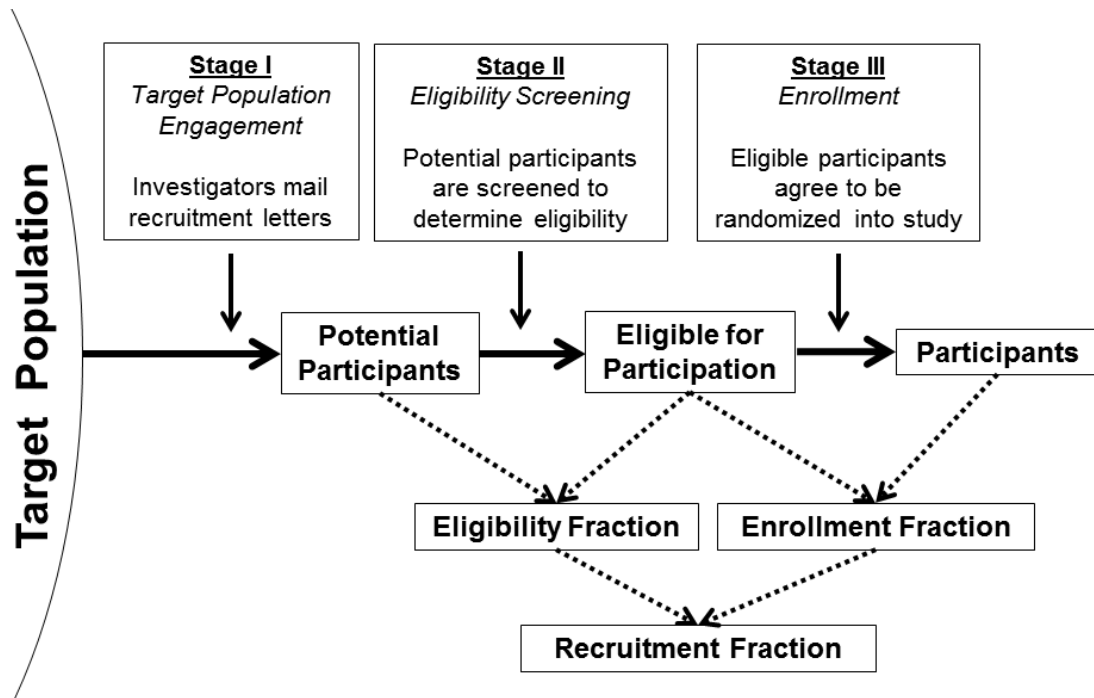 Target Population
Stage I
Target Population
Engagement
Investigators mail
recruitment letters
Stage II
Eligibility Screening
Potential participants
are screened to
determine eligibility
Stage III
Enrollment
Eligible participants
agree to be
randomized into study
Potential
Participants
Eligible for
Participation
Participants
Eligibility Fraction
Enrollment Fraction
Recruitment Fraction